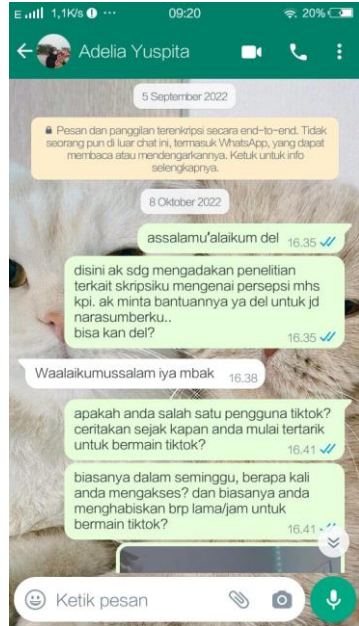 E 1,1K/s ... 09:20 20%
Adelia Yuspita
5 September 2022
Pesan dan panggilan terenkripsi secara end-to-end. Tidak
seorang pun di luar chat ini, termasuk WhatsApp, yang dapat
membaca atau mendengarkannya. Ketuk untuk info
selengkapnya.
8 Oktober 2022
assalamu'alaikum del 16.35
disini ak sdg mengadakan penelitian
terkait skripsiku mengenai persepsi mhs
kpi. ak minta bantuannya ya del untuk jd
narasumberku..
bisa kan del? 16.35
Waalaikumussalam iya mbak 16.38
apakah anda salah satu pengguna tiktok?
ceritakan sejak kapan anda mulai tertarik
untuk bermain tiktok? 16.41
biasanya dalam seminggu, berapa kali
anda mengakses? dan biasanya anda
menghabiskan brp lama/jam untuk
bermain tiktok? 16.41
Ketik pesan